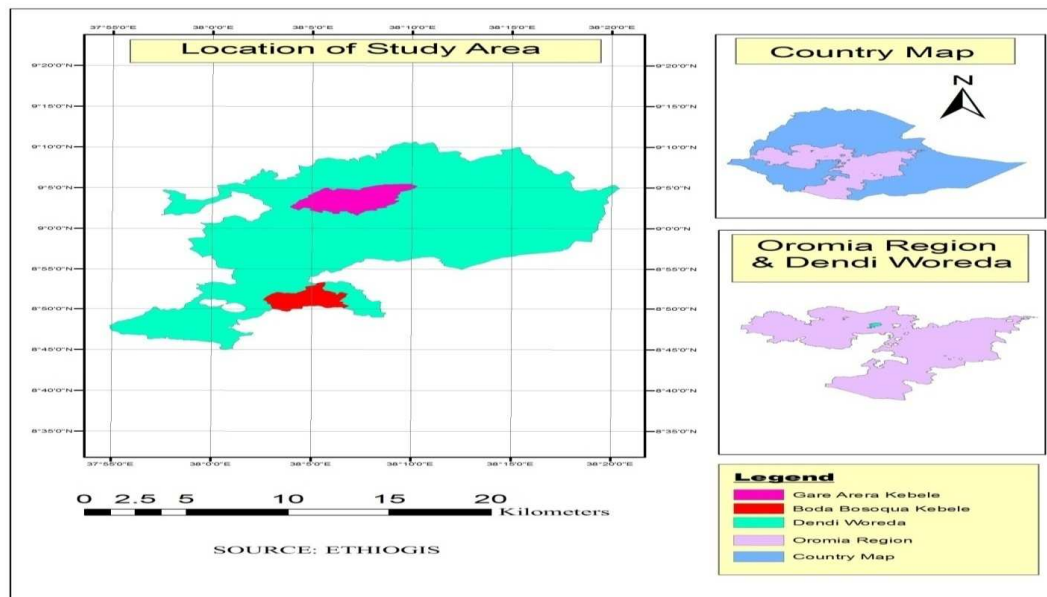 37°55'0"E 38°0'0"E 38°5'0"E 38°10'0"E 38°15'0"E 38°20'0"E
Location of Study Area
9°20'0"N 9°20'0"N
9°15'0"N 9°15'0"N
9°10'0"N 9°10'0"N
9°5'0"N 9°5'0"N
9°0'0"N 9°0'0"N
8°55'0"N 8°55'0"N
8°50'0"N 8°50'0"N
8°45'0"N 8°45'0"N
8°40'0"N 8°40'0"N
8°35'0"N 8°35'0"N
37°55'0"E 38°0'0"E 38°5'0"E 38°10'0"E 38°15'0"E 38°20'0"E
0 2.5 5 10 15 20
Kilometers
SOURCE: ETHIOGIS
Country Map
N
Oromia Region
& Dendi Woreda
Legend
Gare Arera Kebele
Boda Bosoqua Kebele
Dendi Woreda
Oromia Region
Country Map